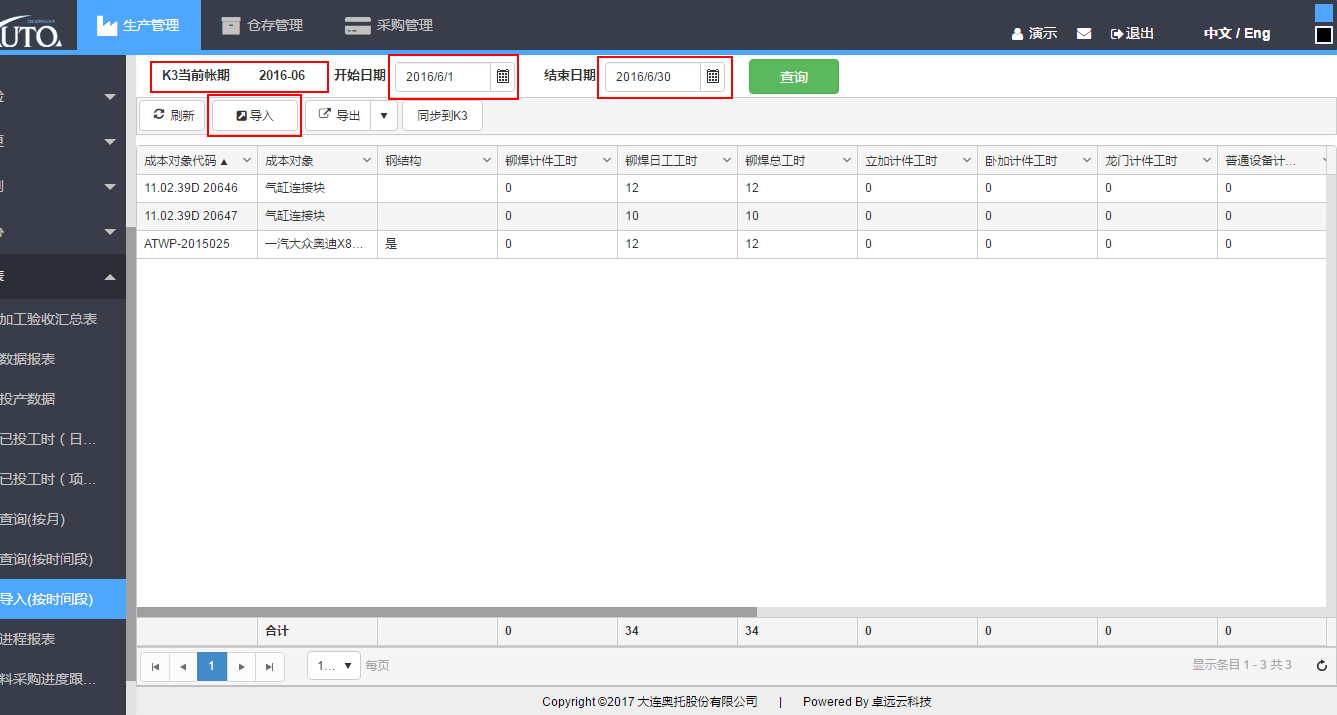 AUTO.
生产管理 仓存管理 采购管理
演示 退出 中文 / Eng
K3当前帐期 2016-06 开始日期 2016/6/1 结束日期 2016/6/30 查询
刷新 导入 导出 同步到K3
成本对象代码 成本对象 钢结构 铆焊计件工时 铆焊日工工时 铆焊总工时 立加计件工时 卧加计件工时 龙门计件工时 普通设备计…
11.02.39D 20646 气缸连接块 0 12 12 0 0 0 0
11.02.39D 20647 气缸连接块 0 10 10 0 0 0 0
ATWP-2015025 一汽大众奥迪X8… 是 0 12 12 0 0 0 0
加工验收汇总表
数据报表
投产数据
已投工时（日…
已投工时（项…
查询(按月)
查询(按时间段)
导入(按时间段)
进程报表
料采购进度跟…
合计 0 34 34 0 0 0 0
1 1… 每页 显示条目 1 - 3 共 3
Copyright ©2017 大连奥托股份有限公司 | Powered By 卓远云科技